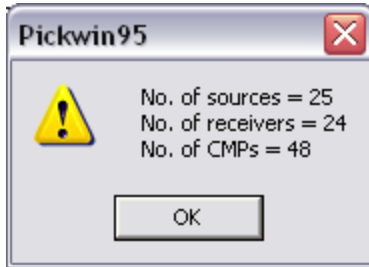 Pickwin95
No. of sources = 25
No. of receivers = 24
No. of CMPs = 48
OK